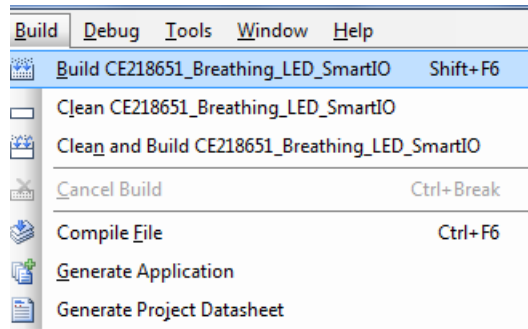 Build Debug Tools Window Help
Build CE218651_Breathing_LED_SmartIO Shift+F6
Clean CE218651_Breathing_LED_SmartIO
Clean and Build CE218651_Breathing_LED_SmartIO
Cancel Build Ctrl+Break
Compile File Ctrl+F6
Generate Application
Generate Project Datasheet